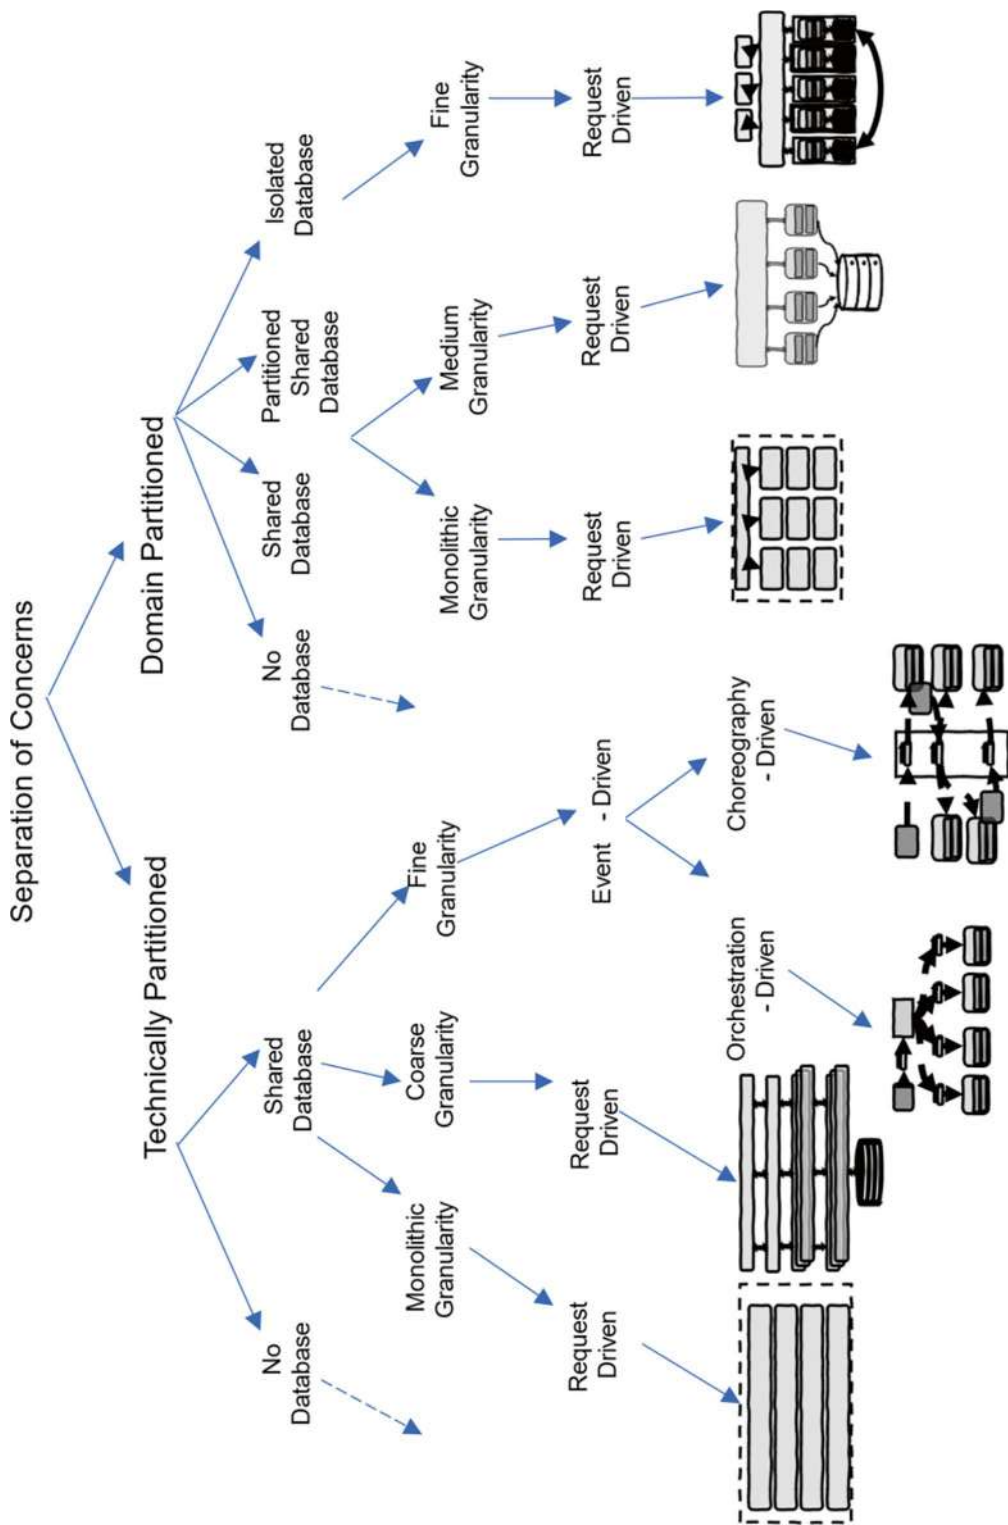 Separation of Concerns
Technically Partitioned
Domain Partitioned
No
Database
Shared
Database
No
Database
Shared
Database
Partitioned
Shared
Database
Isolated
Database
Monolithic
Granularity
Coarse
Granularity
Fine
Granularity
Monolithic
Granularity
Medium
Granularity
Fine
Granularity
Request
Driven
Request
Driven
Event - Driven
Request
Driven
Request
Driven
Request
Driven
Orchestration
- Driven
Choreography
- Driven